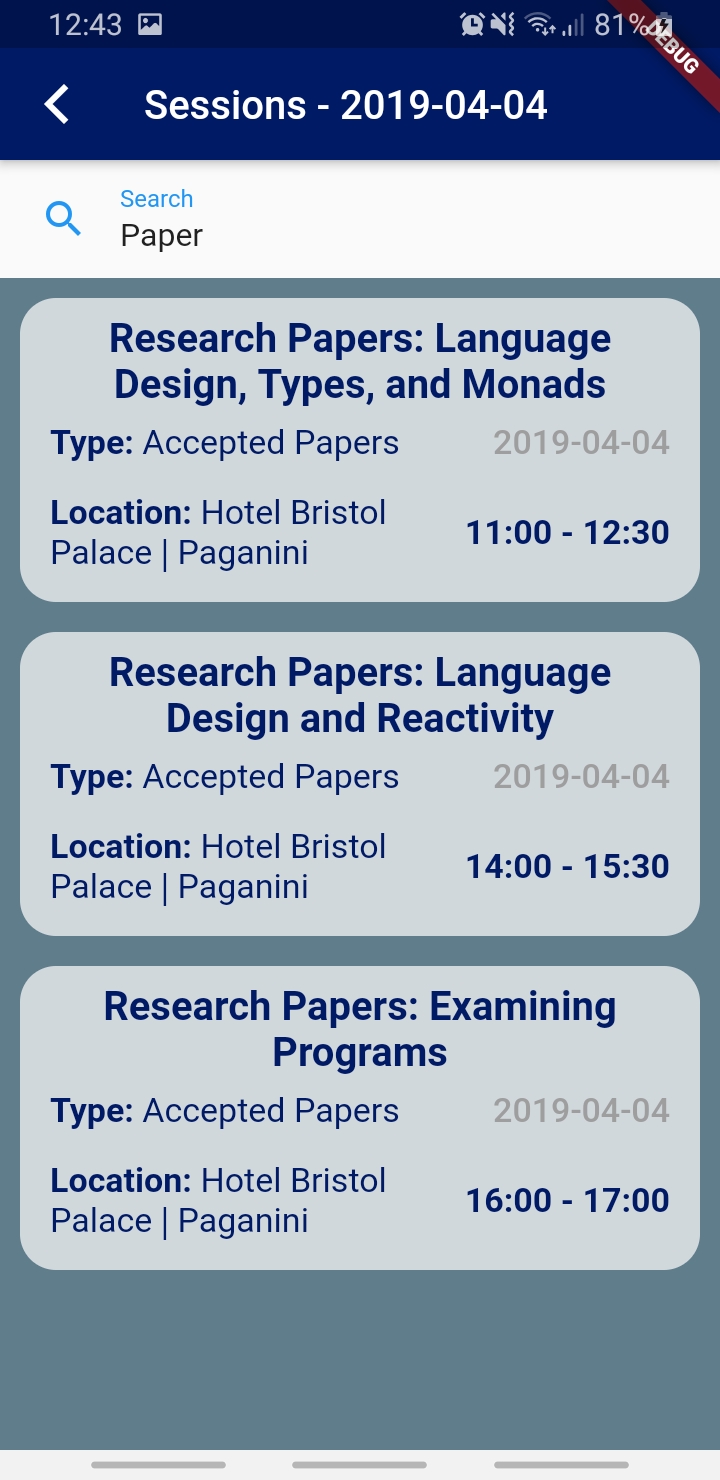 12:43
81%
DEBUG
Sessions - 2019-04-04
Search
Paper
Research Papers: Language
Design, Types, and Monads
Type: Accepted Papers 2019-04-04
Location: Hotel Bristol
Palace | Paganini
11:00 - 12:30
Research Papers: Language
Design and Reactivity
Type: Accepted Papers 2019-04-04
Location: Hotel Bristol
Palace | Paganini
14:00 - 15:30
Research Papers: Examining
Programs
Type: Accepted Papers 2019-04-04
Location: Hotel Bristol
Palace | Paganini
16:00 - 17:00